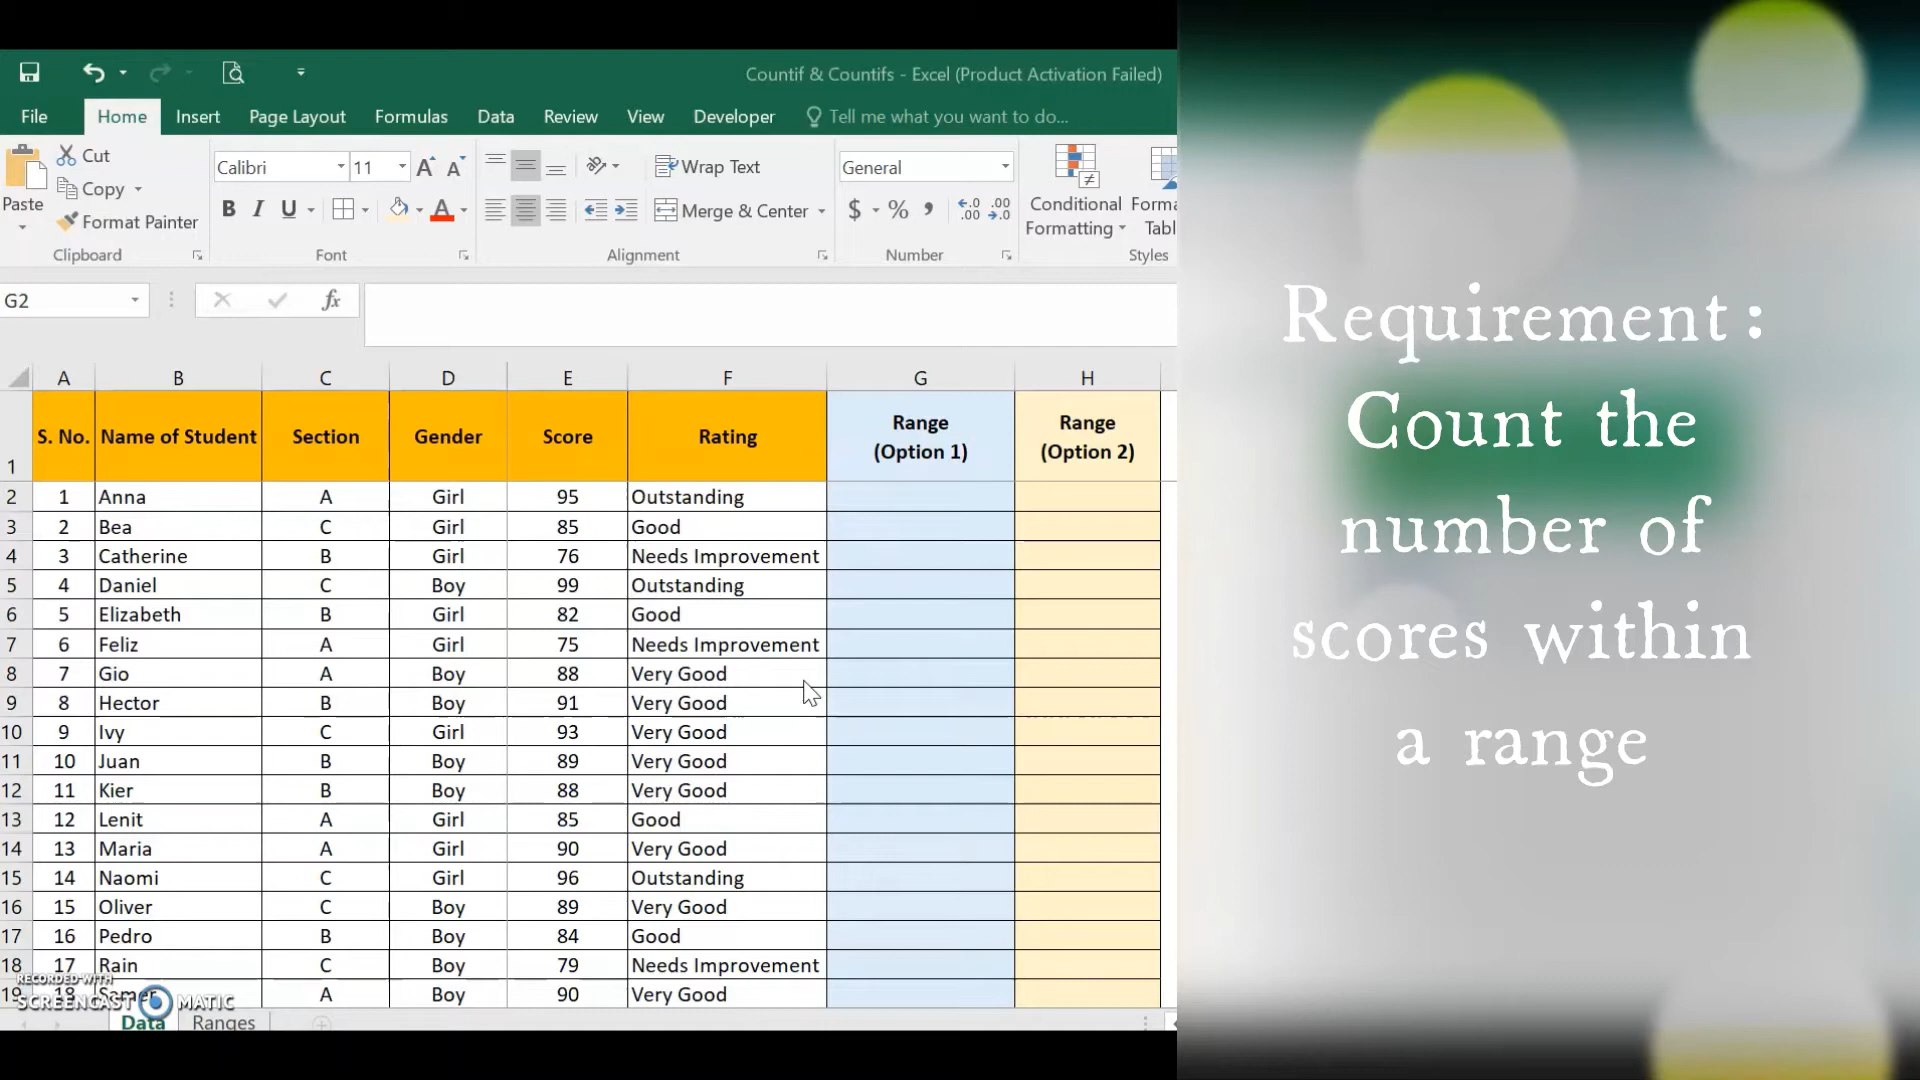 Countif & Countifs - Excel (Product Activation Failed)
File Home Insert Page Layout Formulas Data Review View Developer Tell me what you want to do...
Cut
Copy
Format Painter
Paste
Clipboard
Calibri 11
B I U
Font
Wrap Text
Merge & Center
Alignment
General
$ % ,
Number
Conditional
Formatting
Forma
Tabl
Styles
G2
fx
A B C D E F G H
1 S. No. Name of Student Section Gender Score Rating Range (Option 1) Range (Option 2)
2 1 Anna A Girl 95 Outstanding
3 2 Bea C Girl 85 Good
4 3 Catherine B Girl 76 Needs Improvement
5 4 Daniel C Boy 99 Outstanding
6 5 Elizabeth B Girl 82 Good
7 6 Feliz A Girl 75 Needs Improvement
8 7 Gio A Boy 88 Very Good
9 8 Hector B Boy 91 Very Good
10 9 Ivy C Girl 93 Very Good
11 10 Juan B Boy 89 Very Good
12 11 Kier B Boy 88 Very Good
13 12 Lenit A Girl 85 Good
14 13 Maria A Girl 90 Very Good
15 14 Naomi C Girl 96 Outstanding
16 15 Oliver C Boy 89 Very Good
17 16 Pedro B Boy 84 Good
18 17 Rain C Boy 79 Needs Improvement
19 18 A Boy 90 Very Good
RECORDED WITH
SCREENCAST MATIC
Data Ranges
Requirement:
Count the
number of
scores within
a range